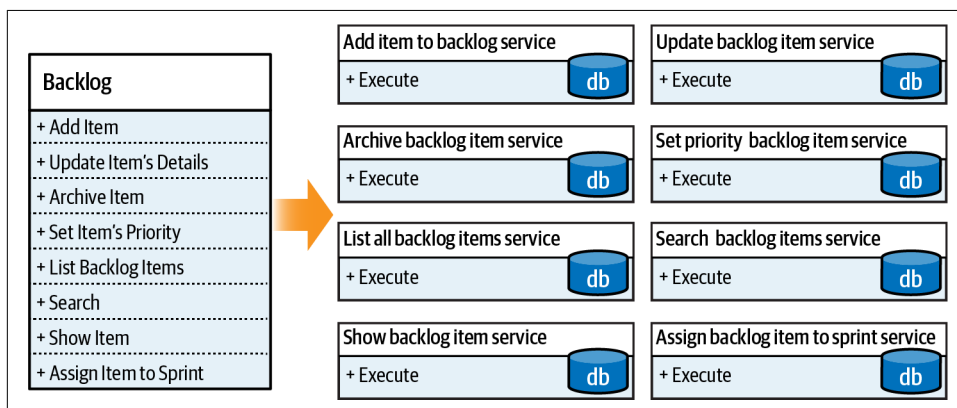 Backlog
+ Add Item
+ Update Item's Details
+ Archive Item
+ Set Item's Priority
+ List Backlog Items
+ Search
+ Show Item
+ Assign Item to Sprint
Add item to backlog service
+ Execute
db
Update backlog item service
+ Execute
db
Archive backlog item service
+ Execute
db
Set priority backlog item service
+ Execute
db
List all backlog items service
+ Execute
db
Search backlog items service
+ Execute
db
Show backlog item service
+ Execute
db
Assign backlog item to sprint service
+ Execute
db